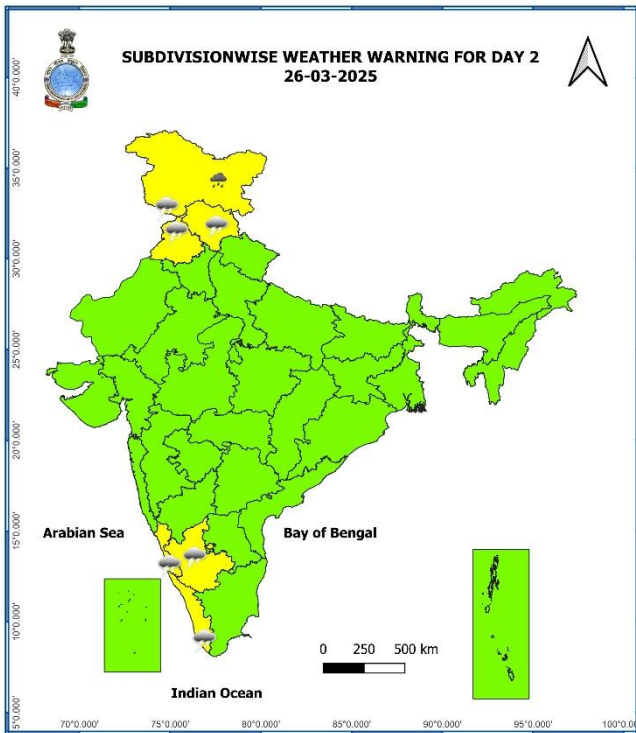 SUBDIVISIONWISE WEATHER WARNING FOR DAY 2
26-03-2025
40°0.000'
35°0.000'
30°0.000'
25°0.000'
20°0.000'
15°0.000'
10°0.000'
5°0.000'
Arabian Sea
Bay of Bengal
0 250 500 km
Indian Ocean
70°0.000' 75°0.000' 80°0.000' 85°0.000' 90°0.000' 95°0.000' 100°0.00